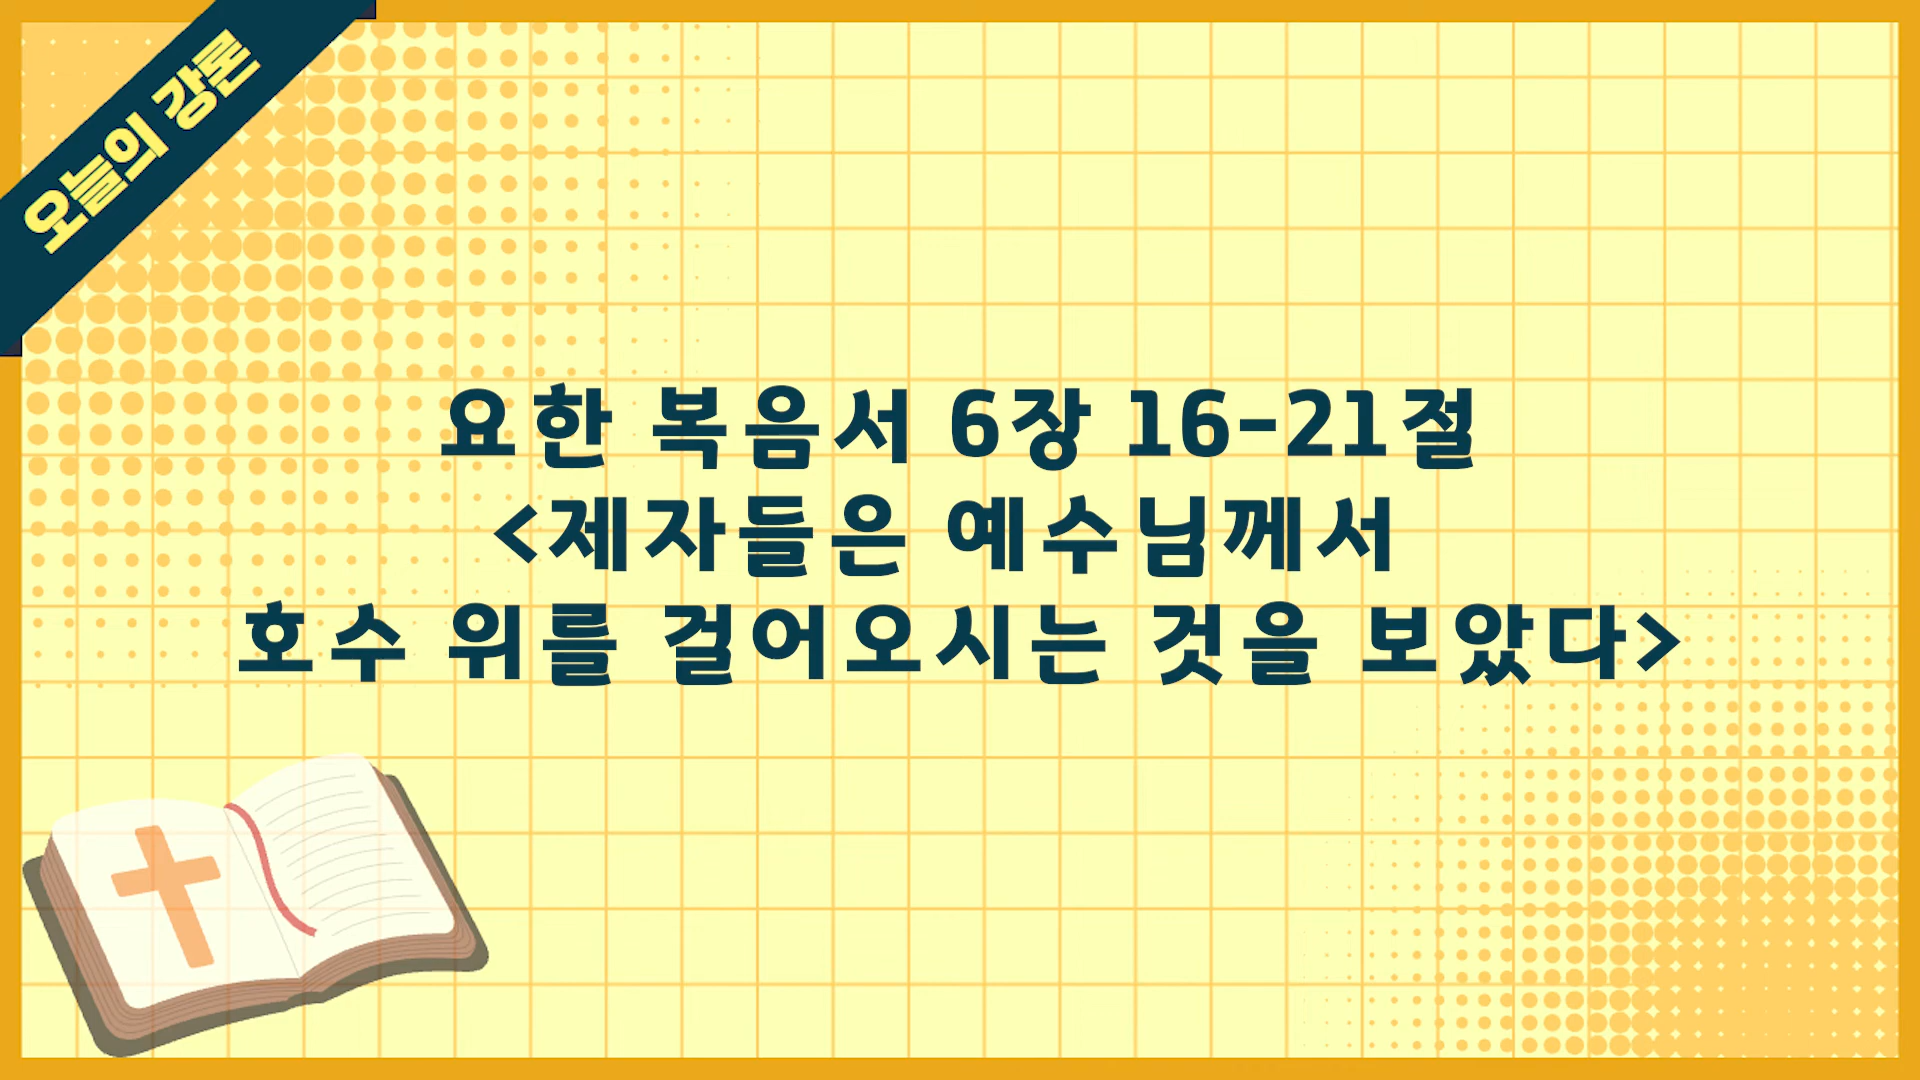 오늘의 강론
요한 복음서 6장 16-21절
<제자들은 예수님께서
호수 위를 걸어오시는 것을 보았다>